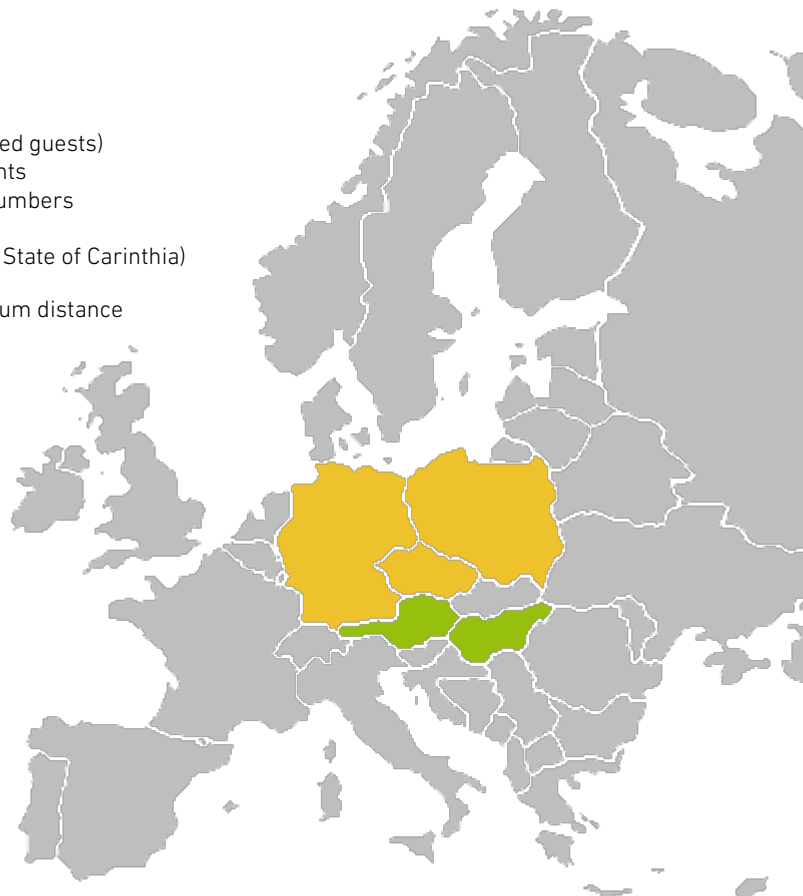 ed guests)
nts
umbers
State of Carinthia)
um distance